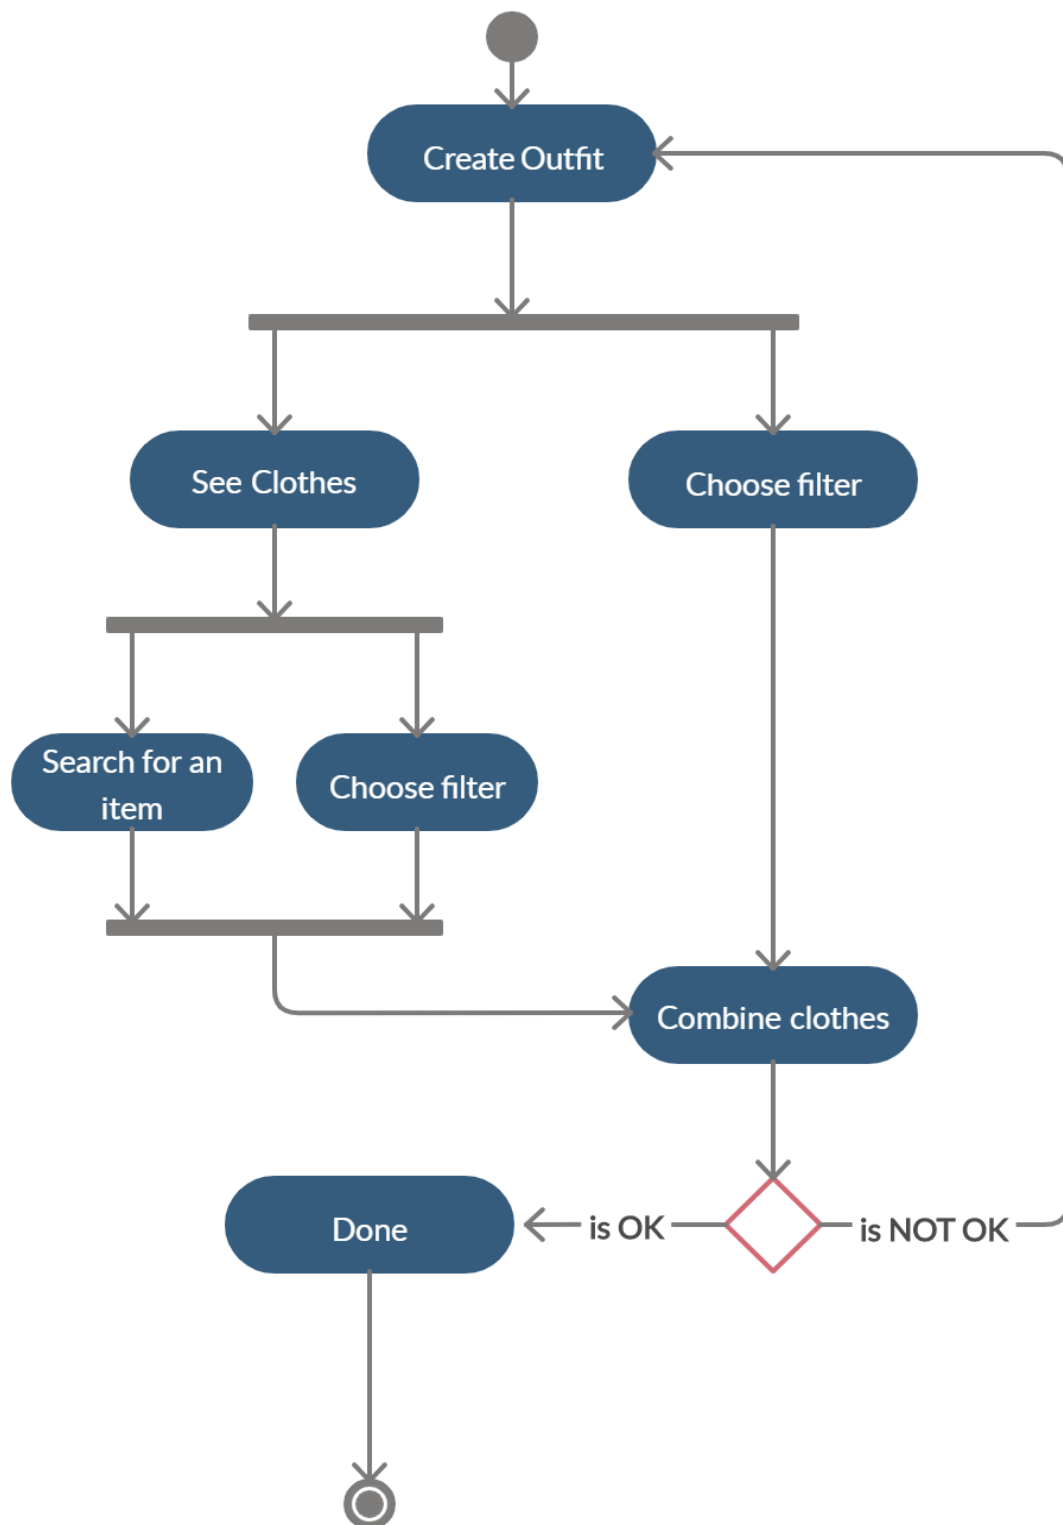 Create Outfit
See Clothes
Choose filter
Search for an
item
Choose filter
Combine clothes
Done
is OK
is NOT OK